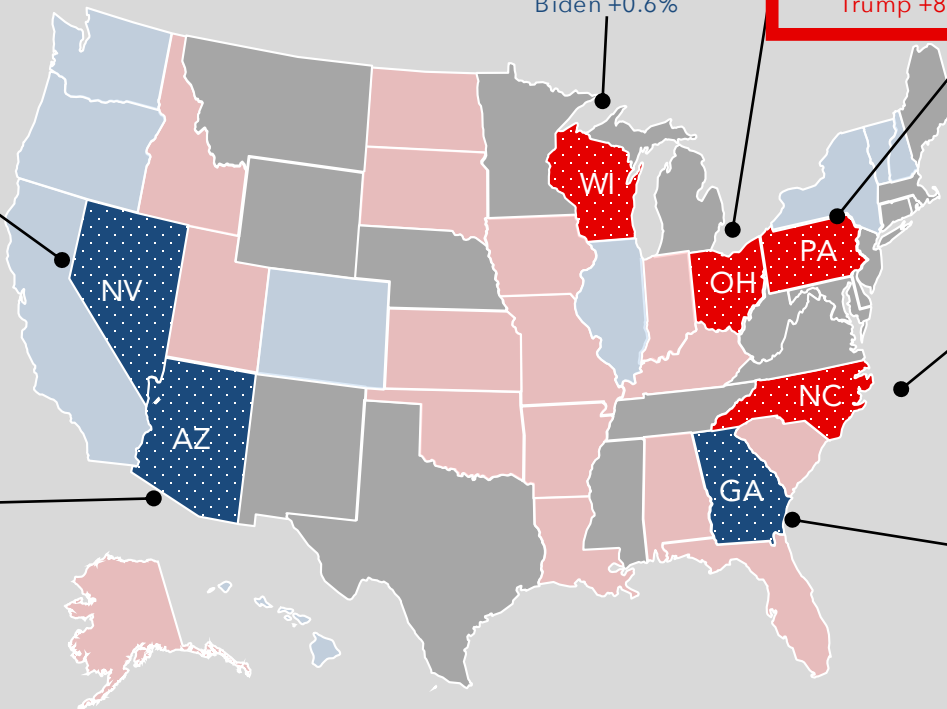 Biden +0.6%
Trump +8
WI
PA
OH
NV
NC
AZ
GA